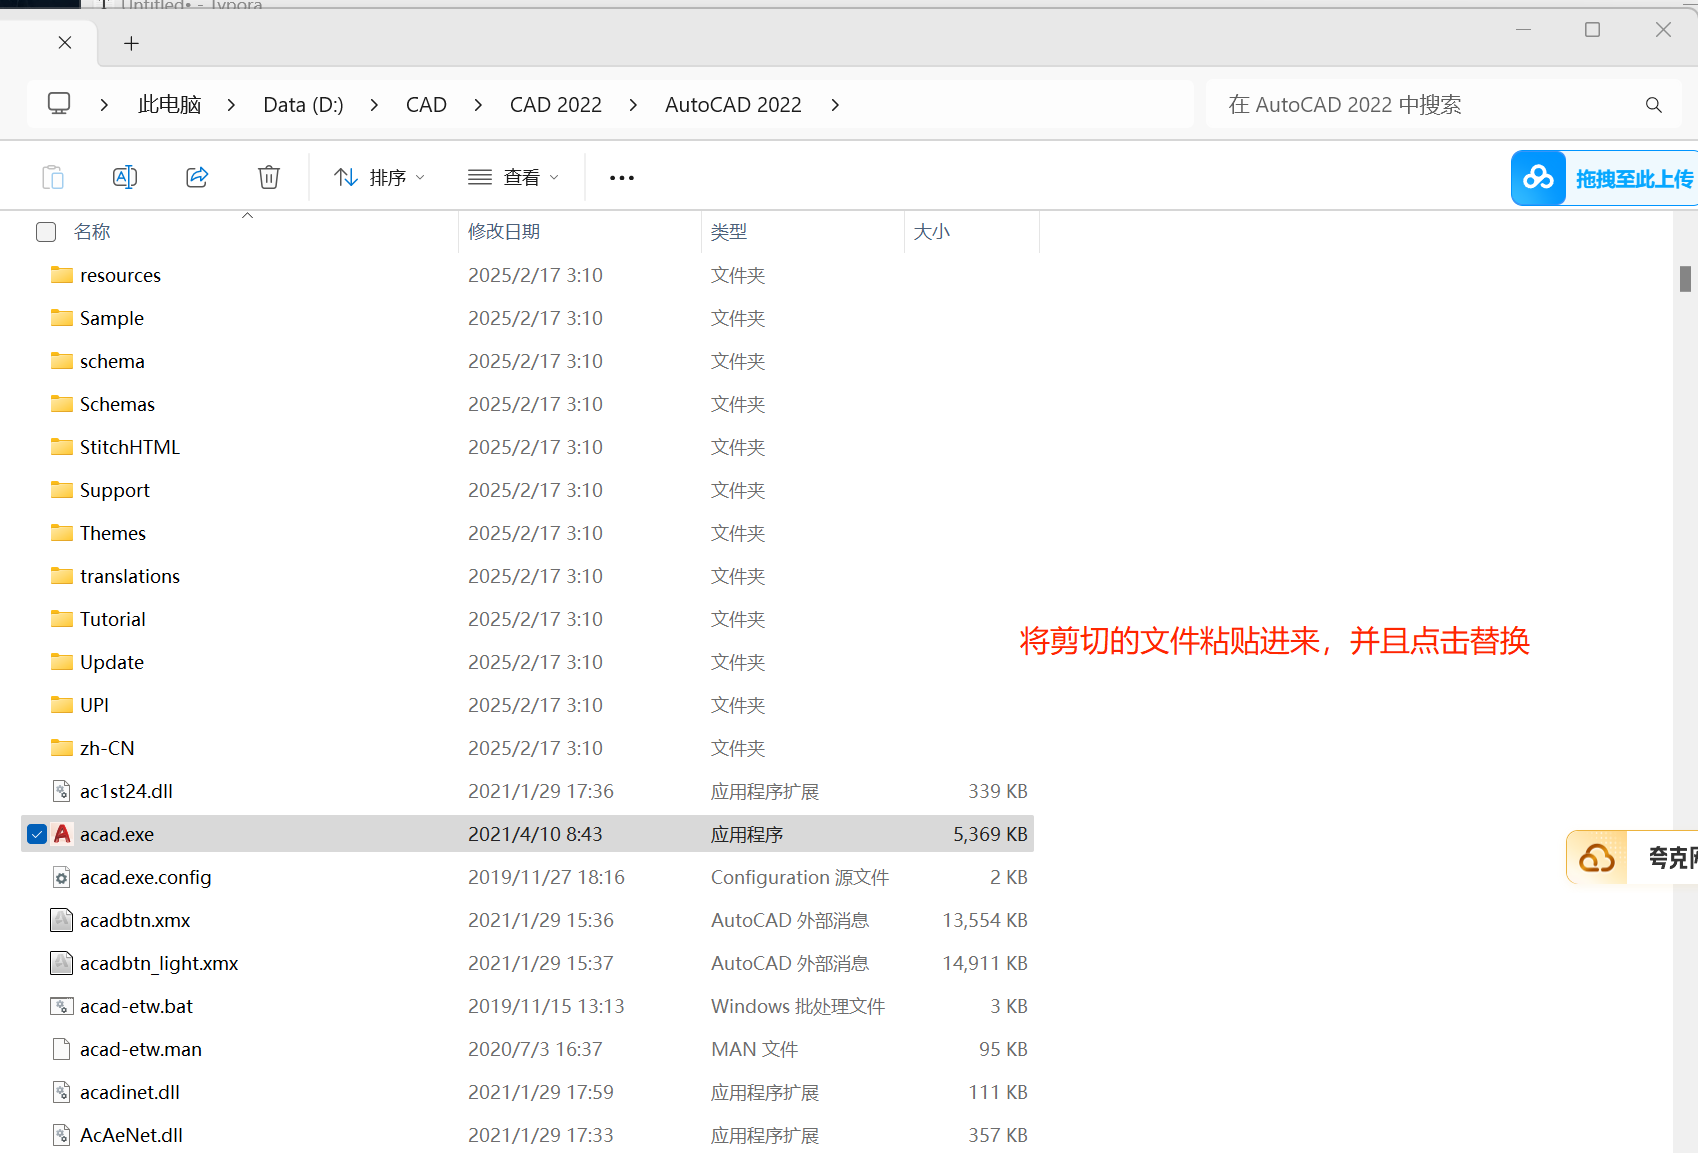 Untitled• - Typora
此电脑 Data (D:) CAD CAD 2022 AutoCAD 2022 在 AutoCAD 2022 中搜索
排序 查看 拖拽至此上传
名称 修改日期 类型 大小
resources 2025/2/17 3:10 文件夹
Sample 2025/2/17 3:10 文件夹
schema 2025/2/17 3:10 文件夹
Schemas 2025/2/17 3:10 文件夹
StitchHTML 2025/2/17 3:10 文件夹
Support 2025/2/17 3:10 文件夹
Themes 2025/2/17 3:10 文件夹
translations 2025/2/17 3:10 文件夹
Tutorial 2025/2/17 3:10 文件夹
将剪切的文件粘贴进来，并且点击替换
Update 2025/2/17 3:10 文件夹
UPI 2025/2/17 3:10 文件夹
zh-CN 2025/2/17 3:10 文件夹
ac1st24.dll 2021/1/29 17:36 应用程序扩展 339 KB
acad.exe 2021/4/10 8:43 应用程序 5,369 KB
夸克网
acad.exe.config 2019/11/27 18:16 Configuration 源文件 2 KB
acadbtn.xmx 2021/1/29 15:36 AutoCAD 外部消息 13,554 KB
acadbtn_light.xmx 2021/1/29 15:37 AutoCAD 外部消息 14,911 KB
acad-etw.bat 2019/11/15 13:13 Windows 批处理文件 3 KB
acad-etw.man 2020/7/3 16:37 MAN 文件 95 KB
acadinet.dll 2021/1/29 17:59 应用程序扩展 111 KB
AcAeNet.dll 2021/1/29 17:33 应用程序扩展 357 KB